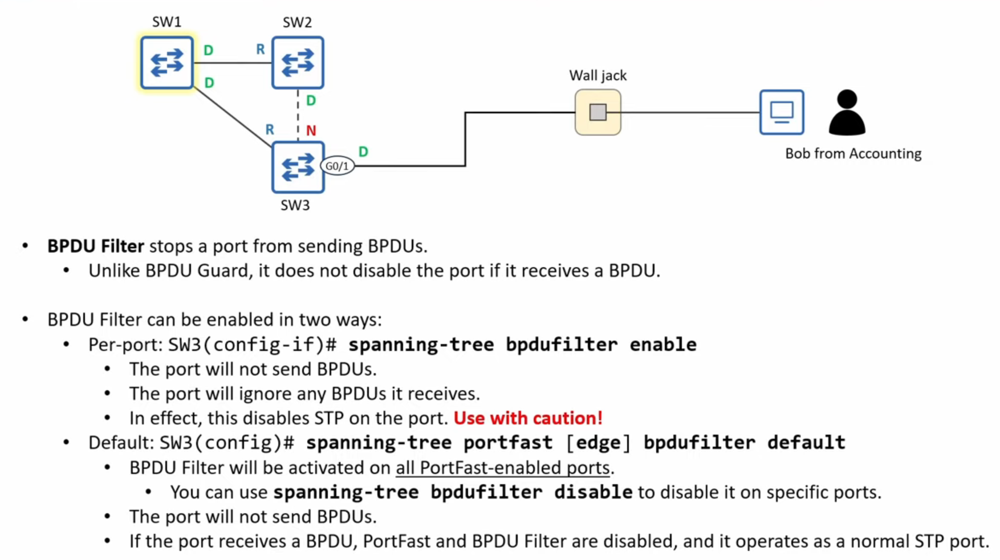 SW1
SW2
D
R
D
D
Wall jack
R
N
D
G0/1
Bob from Accounting
SW3
• BPDU Filter stops a port from sending BPDUs.
• Unlike BPDU Guard, it does not disable the port if it receives a BPDU.
• BPDU Filter can be enabled in two ways:
• Per-port: SW3(config-if)# spanning-tree bpdufilter enable
• The port will not send BPDUs.
• The port will ignore any BPDUs it receives.
• In effect, this disables STP on the port. Use with caution!
• Default: SW3(config)# spanning-tree portfast [edge] bpdufilter default
• BPDU Filter will be activated on all PortFast-enabled ports.
• You can use spanning-tree bpdufilter disable to disable it on specific ports.
• The port will not send BPDUs.
• If the port receives a BPDU, PortFast and BPDU Filter are disabled, and it operates as a normal STP port.